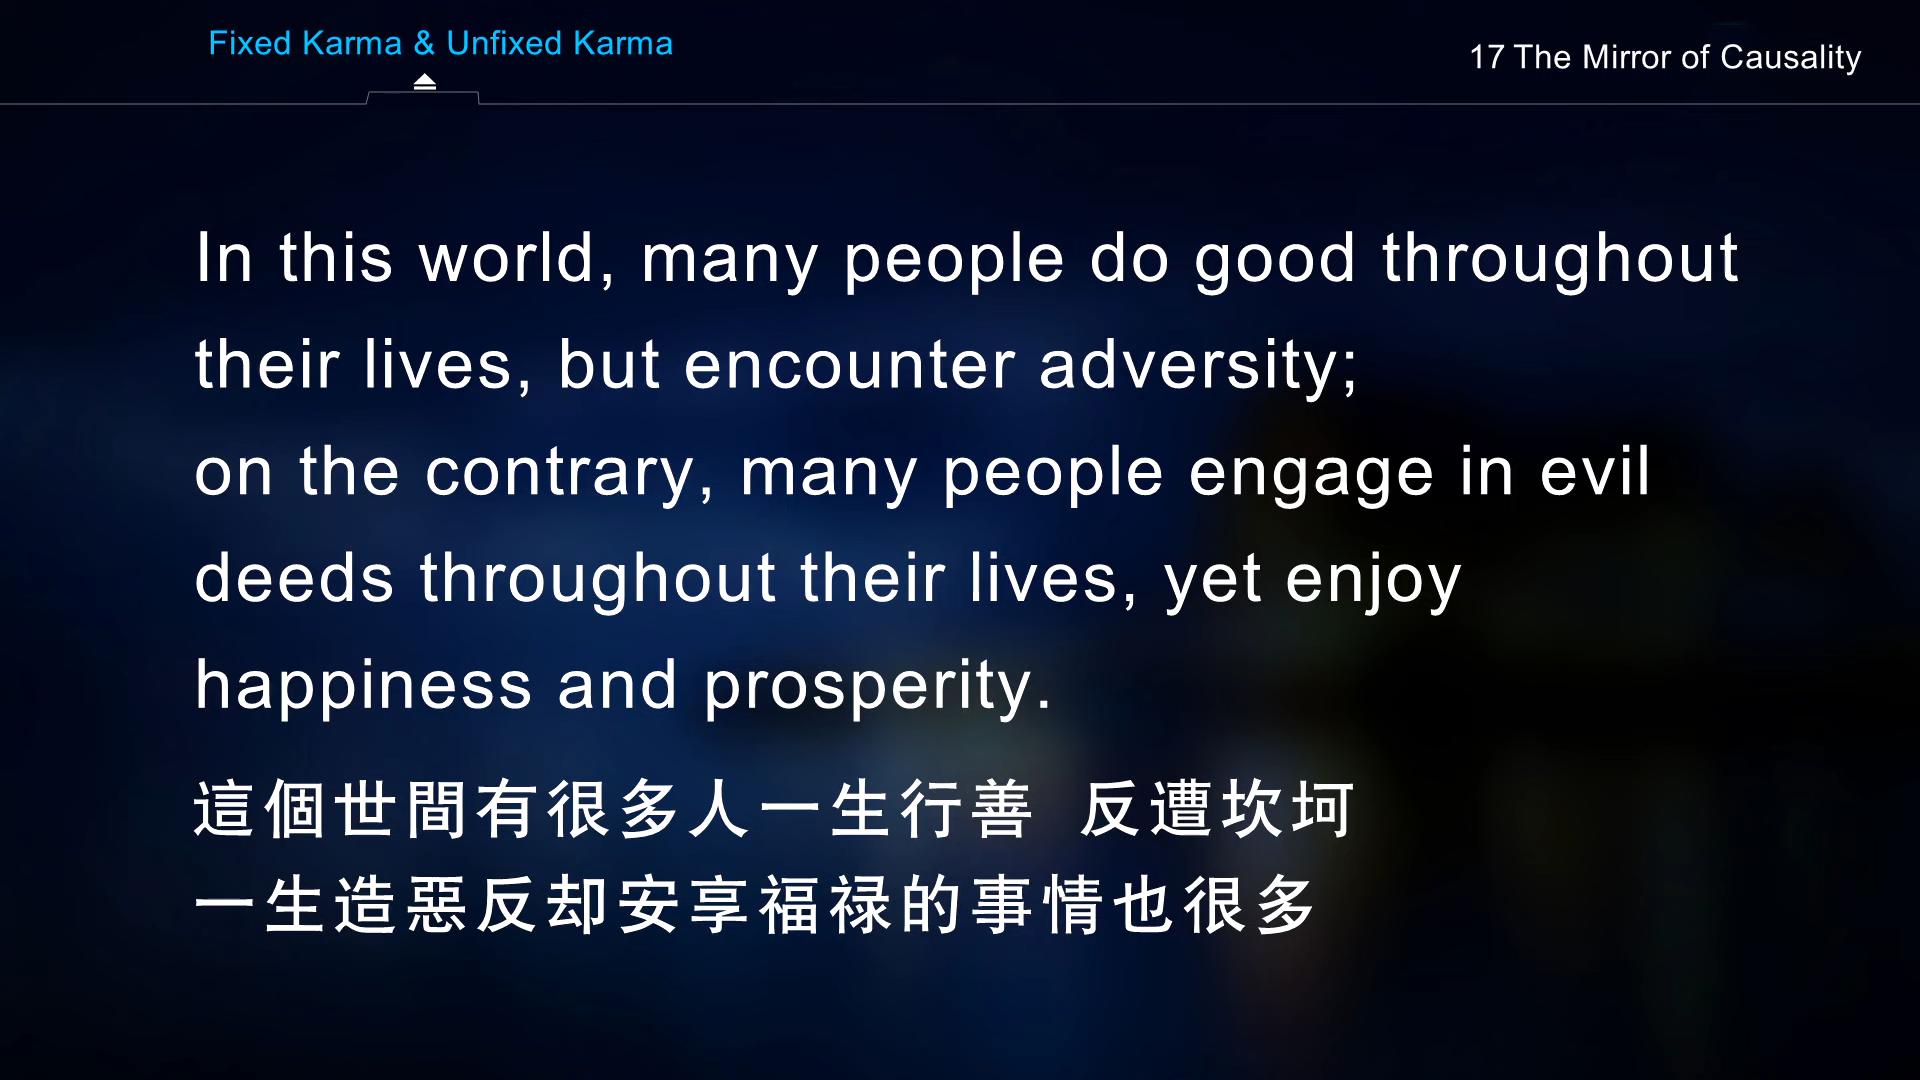 Fixed Karma & Unfixed Karma
17 The Mirror of Causality
In this world, many people do good throughout
their lives, but encounter adversity;
on the contrary, many people engage in evil
deeds throughout their lives, yet enjoy
happiness and prosperity.
這個世間有很多人一生行善 反遭坎坷
一生造惡反却安享福祿的事情也很多